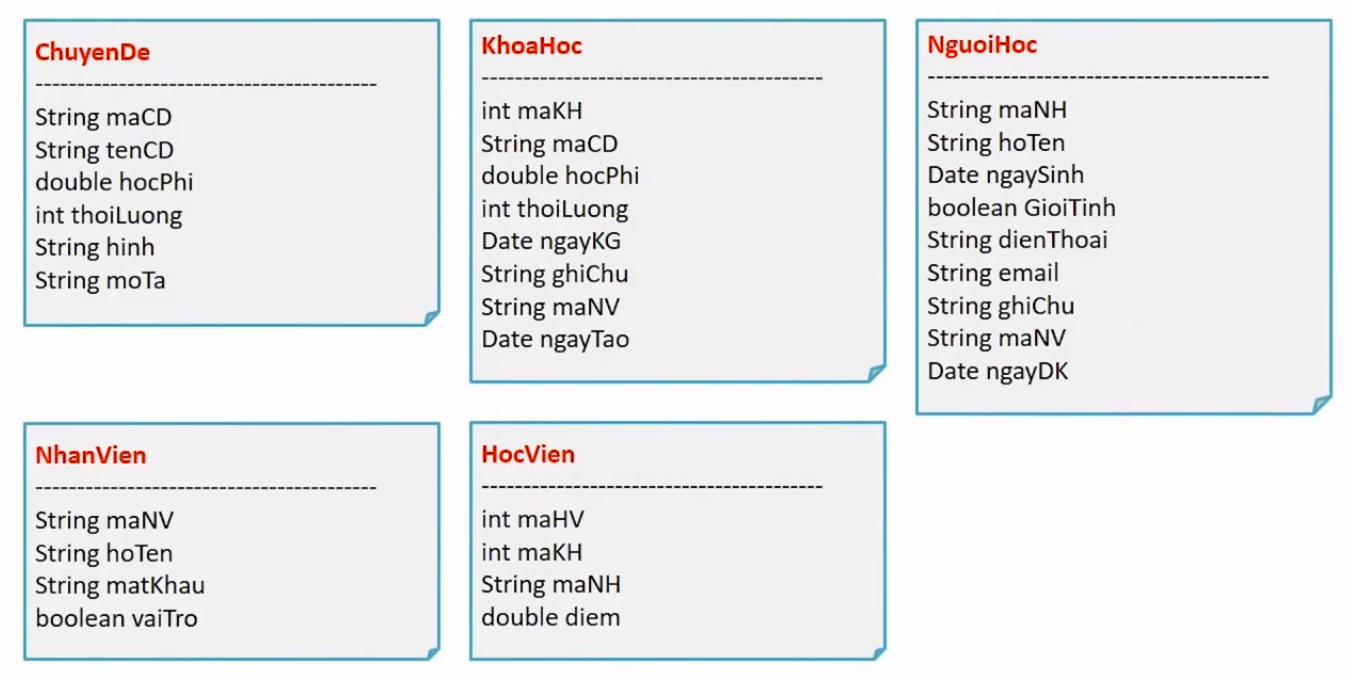 ChuyenDe
-----------------------------------------
String maCD
String tenCD
double hocPhi
int thoiLuong
String hinh
String moTa
KhoaHoc
-----------------------------------------
int maKH
String maCD
double hocPhi
int thoiLuong
Date ngayKG
String ghiChu
String maNV
Date ngayTao
NguoiHoc
-----------------------------------------
String maNH
String hoTen
Date ngaySinh
boolean GioiTinh
String dienThoai
String email
String ghiChu
String maNV
Date ngayDK
NhanVien
-----------------------------------------
String maNV
String hoTen
String matKhau
boolean vaiTro
HocVien
-----------------------------------------
int maHV
int maKH
String maNH
double diem